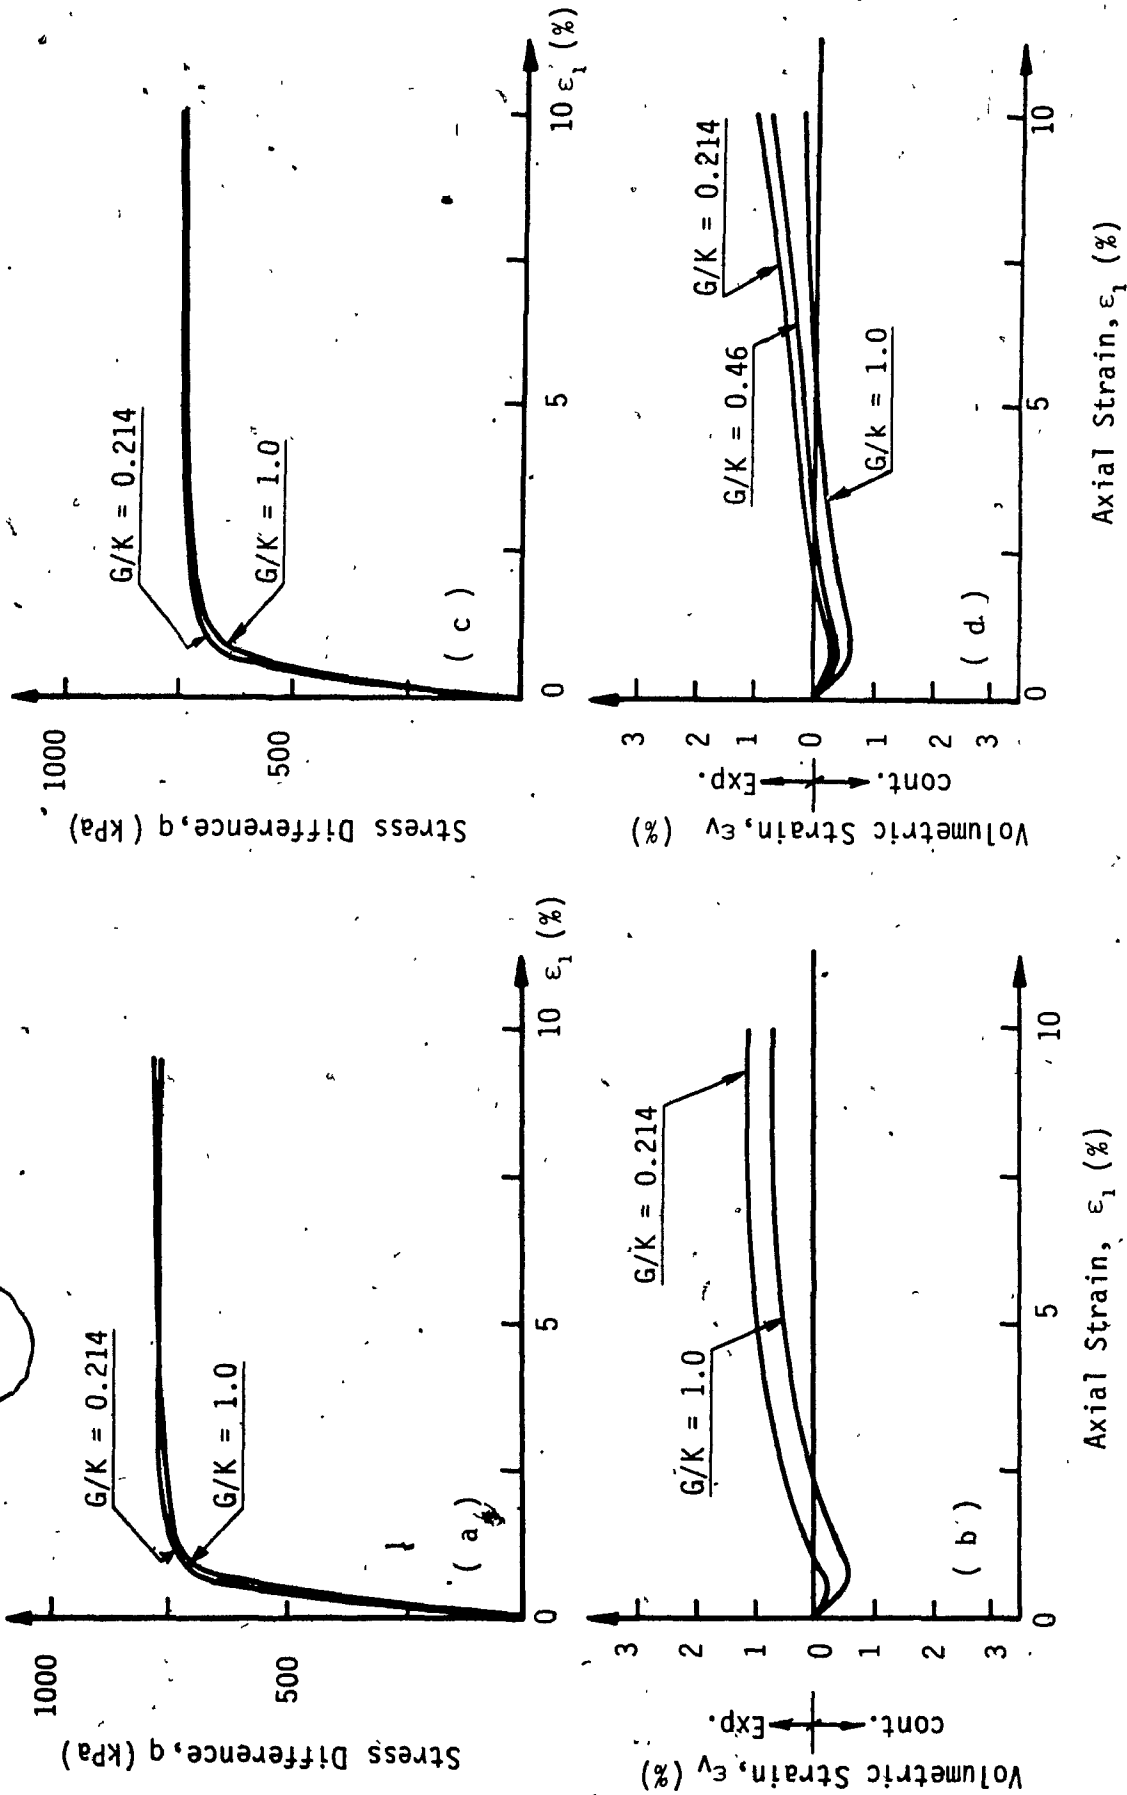 1000
500
Stress Difference, q (kPa)
G/K = 0.214
G/K = 1.0
( a )
0
5
10 ε₁ (%)
3
2
1
0
1
2
3
Exp.
cont.
Volumetric Strain, εv (%)
G/K = 0.214
G/K = 1.0
( b )
0
5
10
Axial Strain, ε₁ (%)
1000
500
Stress Difference, q (kPa)
G/K = 0.214
G/K = 1.0
( c )
0
5
10 ε₁ (%)
3
2
1
0
1
2
3
Exp.
cont.
Volumetric Strain, εv (%)
G/K = 0.214
G/K = 0.46
G/k = 1.0
( d )
0
5
10
Axial Strain, ε₁ (%)